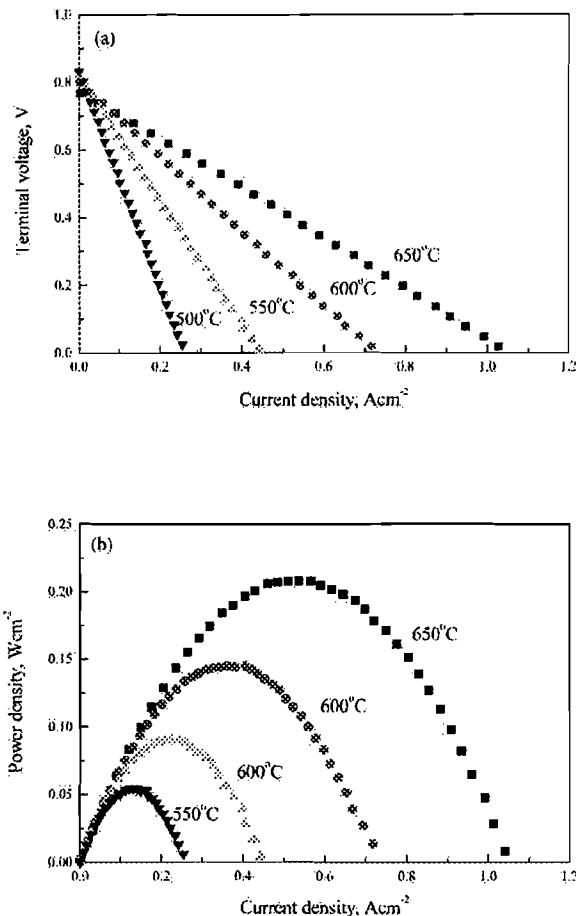 (a)
1.0
0.8
0.6
0.4
0.2
0.0
Terminal voltage, V
650°C
600°C
550°C
500°C
0.0 0.2 0.4 0.6 0.8 1.0 1.2
Current density, Acm-2
(b)
0.25
0.20
0.15
0.10
0.05
0.00
Power density, Wcm-2
650°C
600°C
600°C
550°C
0.0 0.2 0.4 0.6 0.8 1.0 1.2
Current density, Acm-2